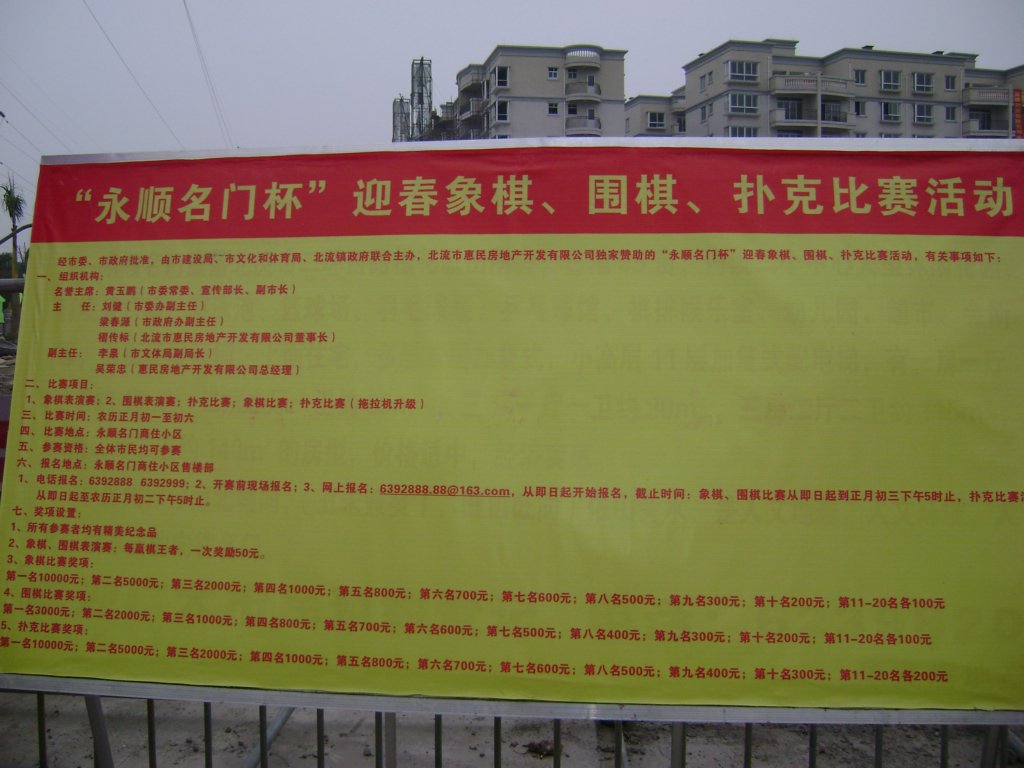 “永顺名门杯”迎春象棋、围棋、扑克比赛活动
经市委、市政府批准，由市建设局、市文化和体育局、北流镇政府联合主办，北流市惠民房地产开发有限公司独家赞助的“永顺名门杯”迎春象棋、围棋、扑克比赛活动，有关事项如下：
一、组织机构：
名誉主席：黄玉鹏（市委常委、宣传部长、副市长）
主 任：刘健（市委办副主任）
梁春源（市政府办副主任）
禤传标（北流市惠民房地产开发有限公司董事长）
副主任：李泉（市文体局副局长）
吴荣忠（惠民房地产开发有限公司总经理）
二、比赛项目：
1、象棋表演赛；2、围棋表演赛；扑克比赛；象棋比赛；扑克比赛（拖拉机升级）
三、比赛时间：农历正月初一至初六
四、比赛地点：永顺名门商住小区
五、参赛资格：全体市民均可参赛
六、报名地点：永顺名门商住小区售楼部
1、电话报名：6392888 6392999；2、开赛前现场报名；3、网上报名：6392888.88@163.com，从即日起开始报名，截止时间：象棋、围棋比赛从即日起到正月初三下午5时止，扑克比赛
从即日起至农历正月初二下午5时止。
七、奖项设置：
1、所有参赛者均有精美纪念品
2、象棋、围棋表演赛：每赢棋王者，一次奖励50元。
3、象棋比赛奖项：
第一名10000元；第二名5000元；第三名2000元；第四名1000元；第五名800元；第六名700元；第七名600元；第八名500元；第九名300元；第十名200元；第11-20名各100元
4、围棋比赛奖项：
第一名3000元；第二名2000元；第三名1000元；第四名800元；第五名700元；第六名600元；第七名500元；第八名400元；第九名300元；第十名200元；第11-20名各100元
5、扑克比赛奖项：
第一名10000元；第二名5000元；第三名2000元；第四名1000元；第五名800元；第六名700元；第七名600元；第八名500元；第九名400元；第十名300元；第11-20名各200元